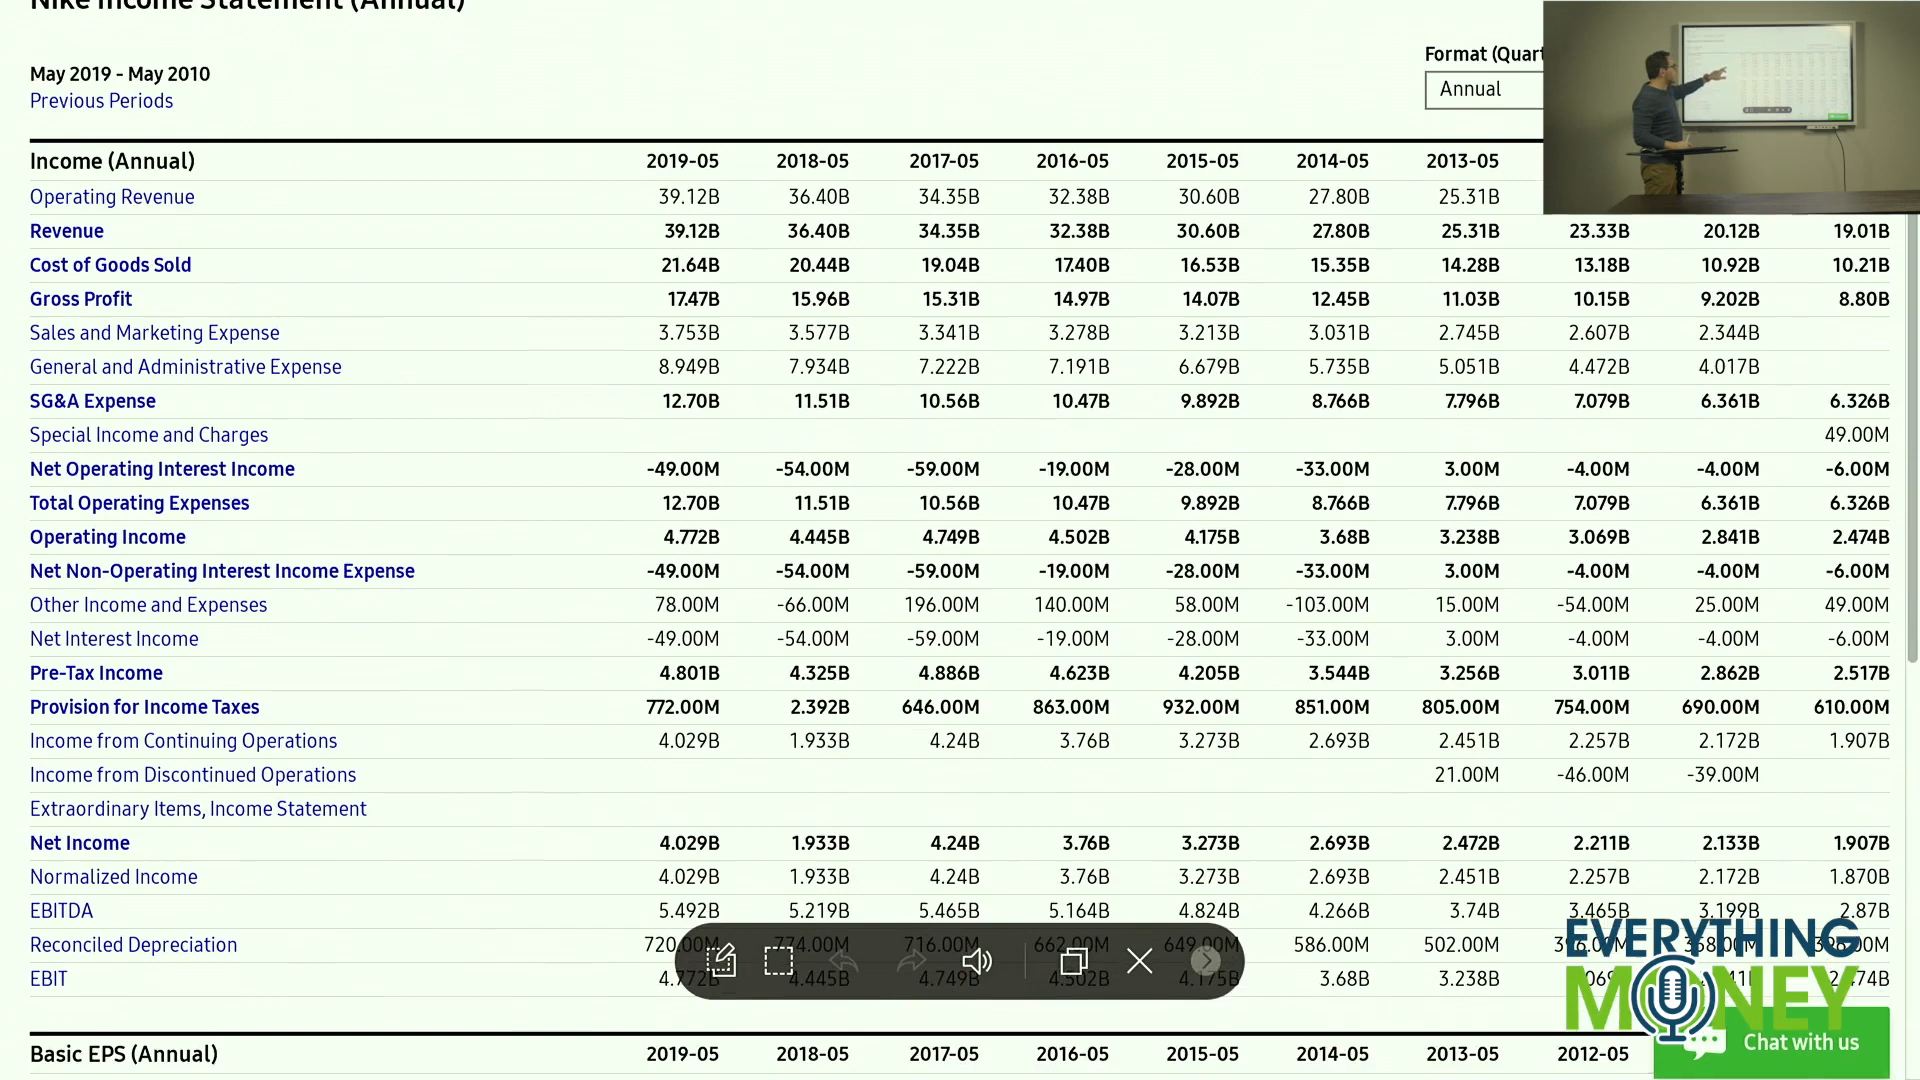 Nike Income Statement (Annual)
May 2019 - May 2010
Previous Periods
Format (Quart
Annual
Income (Annual) 2019-05 2018-05 2017-05 2016-05 2015-05 2014-05 2013-05
Operating Revenue 39.12B 36.40B 34.35B 32.38B 30.60B 27.80B 25.31B
Revenue 39.12B 36.40B 34.35B 32.38B 30.60B 27.80B 25.31B 23.33B 20.12B 19.01B
Cost of Goods Sold 21.64B 20.44B 19.04B 17.40B 16.53B 15.35B 14.28B 13.18B 10.92B 10.21B
Gross Profit 17.47B 15.96B 15.31B 14.97B 14.07B 12.45B 11.03B 10.15B 9.202B 8.80B
Sales and Marketing Expense 3.753B 3.577B 3.341B 3.278B 3.213B 3.031B 2.745B 2.607B 2.344B
General and Administrative Expense 8.949B 7.934B 7.222B 7.191B 6.679B 5.735B 5.051B 4.472B 4.017B
SG&A Expense 12.70B 11.51B 10.56B 10.47B 9.892B 8.766B 7.796B 7.079B 6.361B 6.326B
Special Income and Charges 49.00M
Net Operating Interest Income -49.00M -54.00M -59.00M -19.00M -28.00M -33.00M 3.00M -4.00M -4.00M -6.00M
Total Operating Expenses 12.70B 11.51B 10.56B 10.47B 9.892B 8.766B 7.796B 7.079B 6.361B 6.326B
Operating Income 4.772B 4.445B 4.749B 4.502B 4.175B 3.68B 3.238B 3.069B 2.841B 2.474B
Net Non-Operating Interest Income Expense -49.00M -54.00M -59.00M -19.00M -28.00M -33.00M 3.00M -4.00M -4.00M -6.00M
Other Income and Expenses 78.00M -66.00M 196.00M 140.00M 58.00M -103.00M 15.00M -54.00M 25.00M 49.00M
Net Interest Income -49.00M -54.00M -59.00M -19.00M -28.00M -33.00M 3.00M -4.00M -4.00M -6.00M
Pre-Tax Income 4.801B 4.325B 4.886B 4.623B 4.205B 3.544B 3.256B 3.011B 2.862B 2.517B
Provision for Income Taxes 772.00M 2.392B 646.00M 863.00M 932.00M 851.00M 805.00M 754.00M 690.00M 610.00M
Income from Continuing Operations 4.029B 1.933B 4.24B 3.76B 3.273B 2.693B 2.451B 2.257B 2.172B 1.907B
Income from Discontinued Operations 21.00M -46.00M -39.00M
Extraordinary Items, Income Statement
Net Income 4.029B 1.933B 4.24B 3.76B 3.273B 2.693B 2.472B 2.211B 2.133B 1.907B
Normalized Income 4.029B 1.933B 4.24B 3.76B 3.273B 2.693B 2.451B 2.257B 2.172B 1.870B
EBITDA 5.492B 5.219B 5.465B 5.164B 4.824B 4.266B 3.74B 3.465B 3.199B 2.87B
Reconciled Depreciation 720.00M 774.00M 716.00M 662.00M 649.00M 586.00M 502.00M
EBIT 4.772B 4.445B 4.749B 4.502B 4.175B 3.68B 3.238B
EVERYTHING
MONEY
Chat with us
Basic EPS (Annual) 2019-05 2018-05 2017-05 2016-05 2015-05 2014-05 2013-05 2012-05